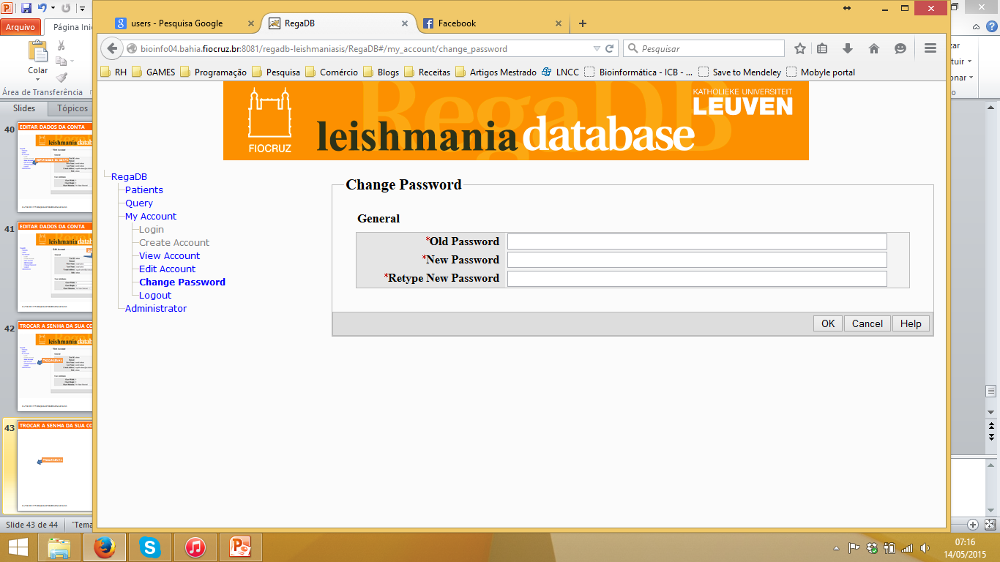 Arquivo
Página Inic
Colar
Área de Transferência
Slides
Tópicos
40
EDITAR DADOS DA CONTA
leishmania
41
EDITAR DADOS DA CONTA
leishmania
42
TROCAR A SENHA DA SUA CO
leishmania
43
TROCAR A SENHA DA SUA CO
Slide 43 de 44
"Tema
users - Pesquisa Google
RegaDB
Facebook
bioinfo04.bahia.fiocruz.br:8081/regadb-leishmaniasis/RegaDB#/my_account/change_password
Pesquisar
RH
GAMES
Programação
Pesquisa
Comércio
Blogs
Receitas
Artigos Mestrado
LNCC
Bioinformática - ICB - ...
Save to Mendeley
Mobyle portal
RegaDB
FIOCRUZ
leishmania database
KATHOLIEKE UNIVERSITEIT
LEUVEN
RegaDB
Patients
Query
My Account
Login
Create Account
View Account
Edit Account
Change Password
Logout
Administrator
Change Password
General
*Old Password
*New Password
*Retype New Password
OK
Cancel
Help
07:16
14/05/2015